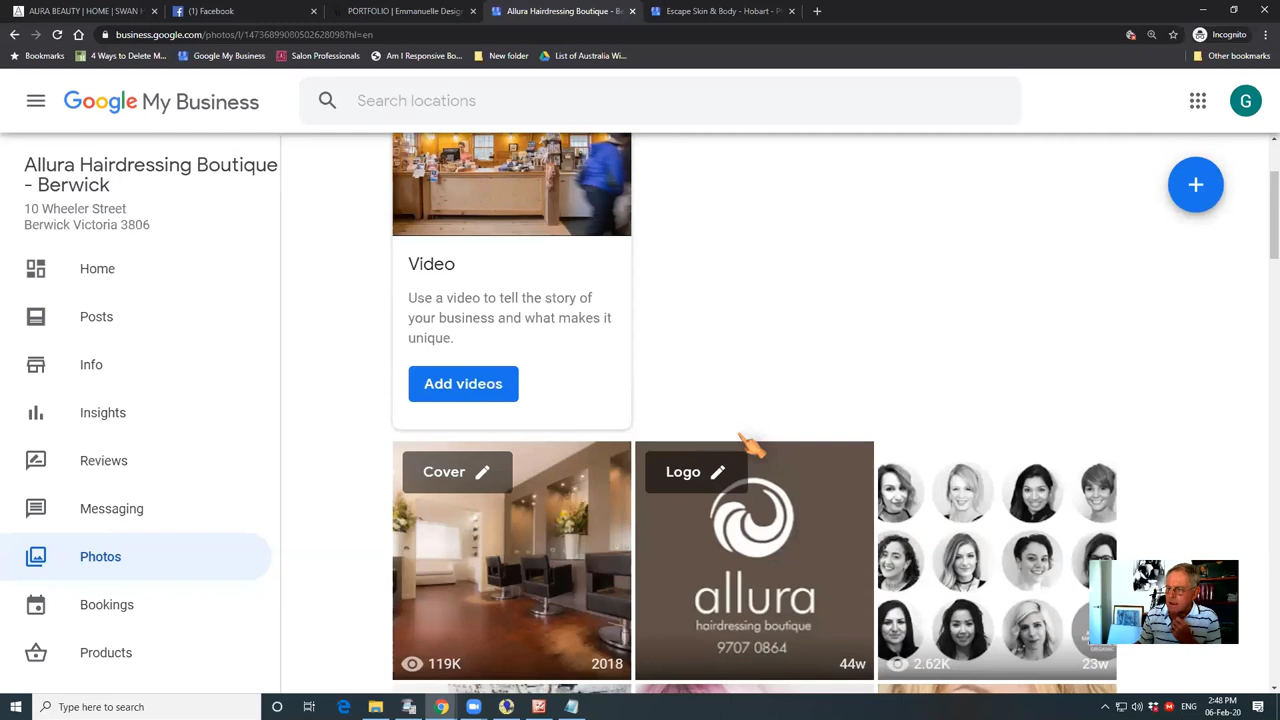 AURA BEAUTY | HOME | SWAN H
(1) Facebook
PORTFOLIO | Emmanuelle Design
Allura Hairdressing Boutique - Be
Escape Skin & Body - Hobart - P
business.google.com/photos/l/14736899080502628098?hl=en
Incognito
Bookmarks
4 Ways to Delete M...
Google My Business
Salon Professionals
Am I Responsive Bo...
New folder
List of Australia We...
Other bookmarks
Google My Business
Search locations
G
Allura Hairdressing Boutique
- Berwick
10 Wheeler Street
Berwick Victoria 3806
Home
Posts
Info
Insights
Reviews
Messaging
Photos
Bookings
Products
Video
Use a video to tell the story of
your business and what makes it
unique.
Add videos
Cover
119K
2018
Logo
allura
hairdressing boutique
9707 0864
44w
2.62K
23w
Type here to search
ENG
2:48 PM
06-Feb-20